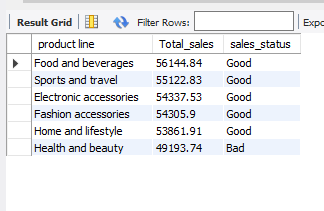 Result Grid Filter Rows: Expo
product line Total_sales sales_status
Food and beverages 56144.84 Good
Sports and travel 55122.83 Good
Electronic accessories 54337.53 Good
Fashion accessories 54305.9 Good
Home and lifestyle 53861.91 Good
Health and beauty 49193.74 Bad